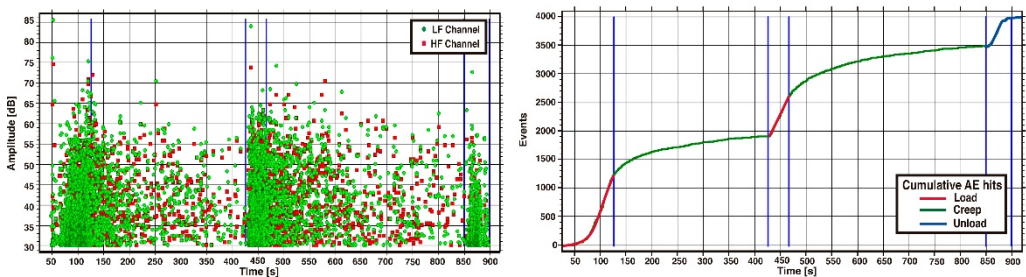 85
80
75
70
65
60
55
50
45
40
35
30
Amplitude [dB]
LF Channel
HF Channel
50 100 150 200 250 300 350 400 450 500 550 600 650 700 750 800 850 900
Time [s]
4000
3500
3000
2500
2000
1500
1000
500
0
Events
Cumulative AE hits
Load
Creep
Unload
50 100 150 200 250 300 350 400 450 500 550 600 650 700 750 800 850 900
Time [s]